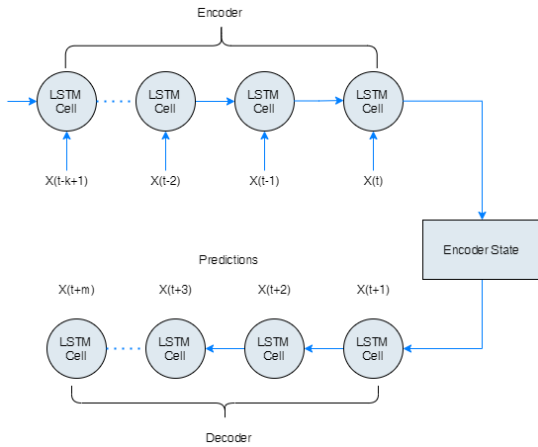 Encoder
LSTM
Cell
LSTM
Cell
LSTM
Cell
LSTM
Cell
X(t-k+1)
X(t-2)
X(t-1)
X(t)
Encoder State
Predictions
X(t+m)
X(t+3)
X(t+2)
X(t+1)
LSTM
Cell
LSTM
Cell
LSTM
Cell
LSTM
Cell
Decoder